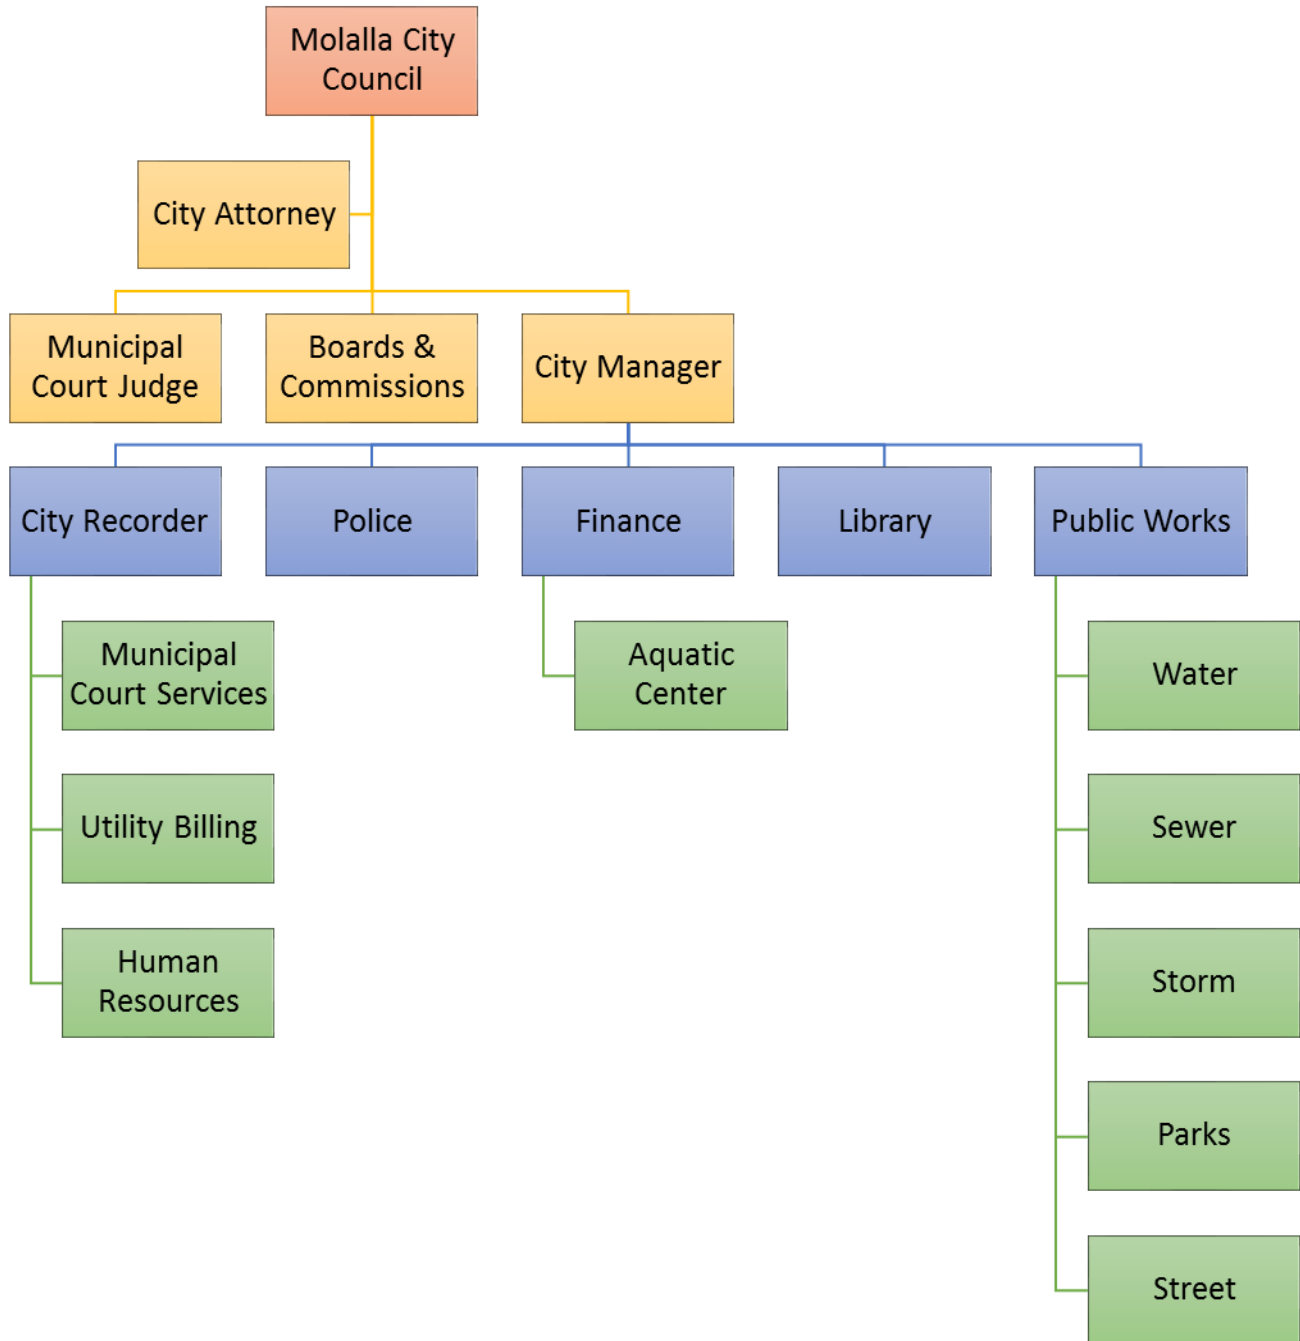 Molalla City
Council
City Attorney
Municipal
Court Judge
Boards &
Commissions
City Manager
City Recorder
Police
Finance
Library
Public Works
Municipal
Court Services
Utility Billing
Human
Resources
Aquatic
Center
Water
Sewer
Storm
Parks
Street